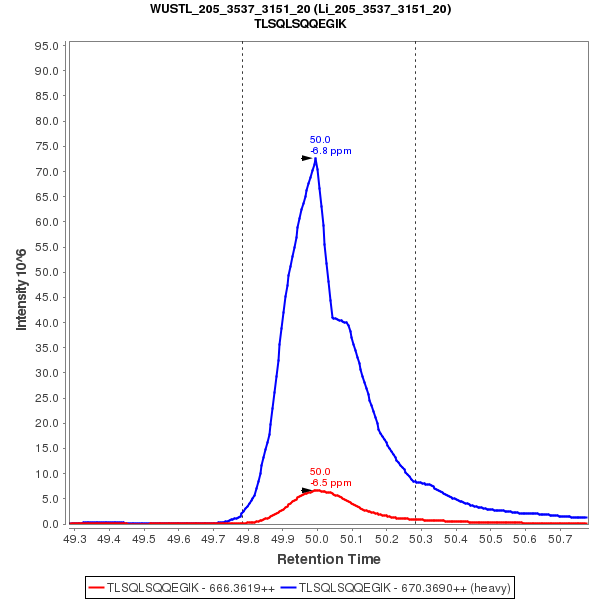 WUSTL_205_3537_3151_20 (Li_205_3537_3151_20)
TLSQLSQQEGIK
95.0
90.0
85.0
80.0
75.0
70.0
65.0
60.0
55.0
50.0
45.0
40.0
35.0
30.0
25.0
20.0
15.0
10.0
5.0
0.0
Intensity 10^6
50.0
-6.8 ppm
50.0
-6.5 ppm
49.3 49.4 49.5 49.6 49.7 49.8 49.9 50.0 50.1 50.2 50.3 50.4 50.5 50.6 50.7
Retention Time
TLSQLSQQEGIK - 666.3619++ TLSQLSQQEGIK - 670.3690++ (heavy)